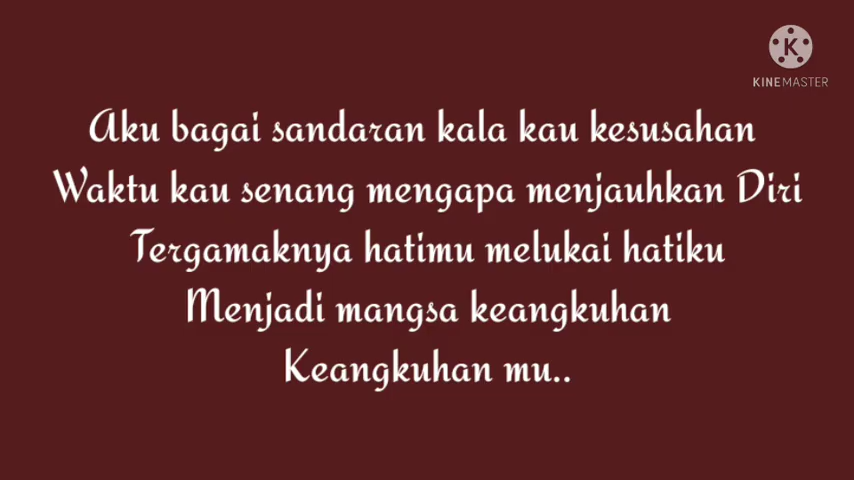 K
KINEMASTER
Aku bagai sandaran kala kau kesusahan
Waktu kau senang mengapa menjauhkan Diri
Tergamaknya hatimu melukai hatiku
Menjadi mangsa keangkuhan
Keangkuhan mu..